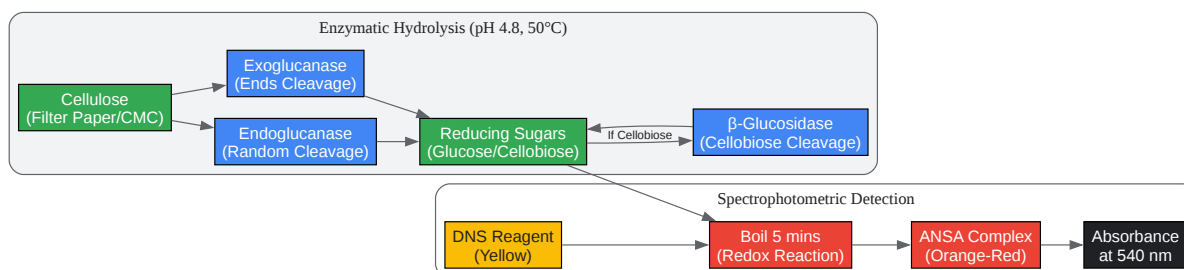 Enzymatic Hydrolysis (pH 4.8, 50°C)
Cellulose
(Filter Paper/CMC)
Exoglucanase
(Ends Cleavage)
Endoglucanase
(Random Cleavage)
Reducing Sugars
(Glucose/Cellobiose)
If Cellobiose
β-Glucosidase
(Cellobiose Cleavage)
Spectrophotometric Detection
DNS Reagent
(Yellow)
Boil 5 mins
(Redox Reaction)
ANSA Complex
(Orange-Red)
Absorbance
at 540 nm